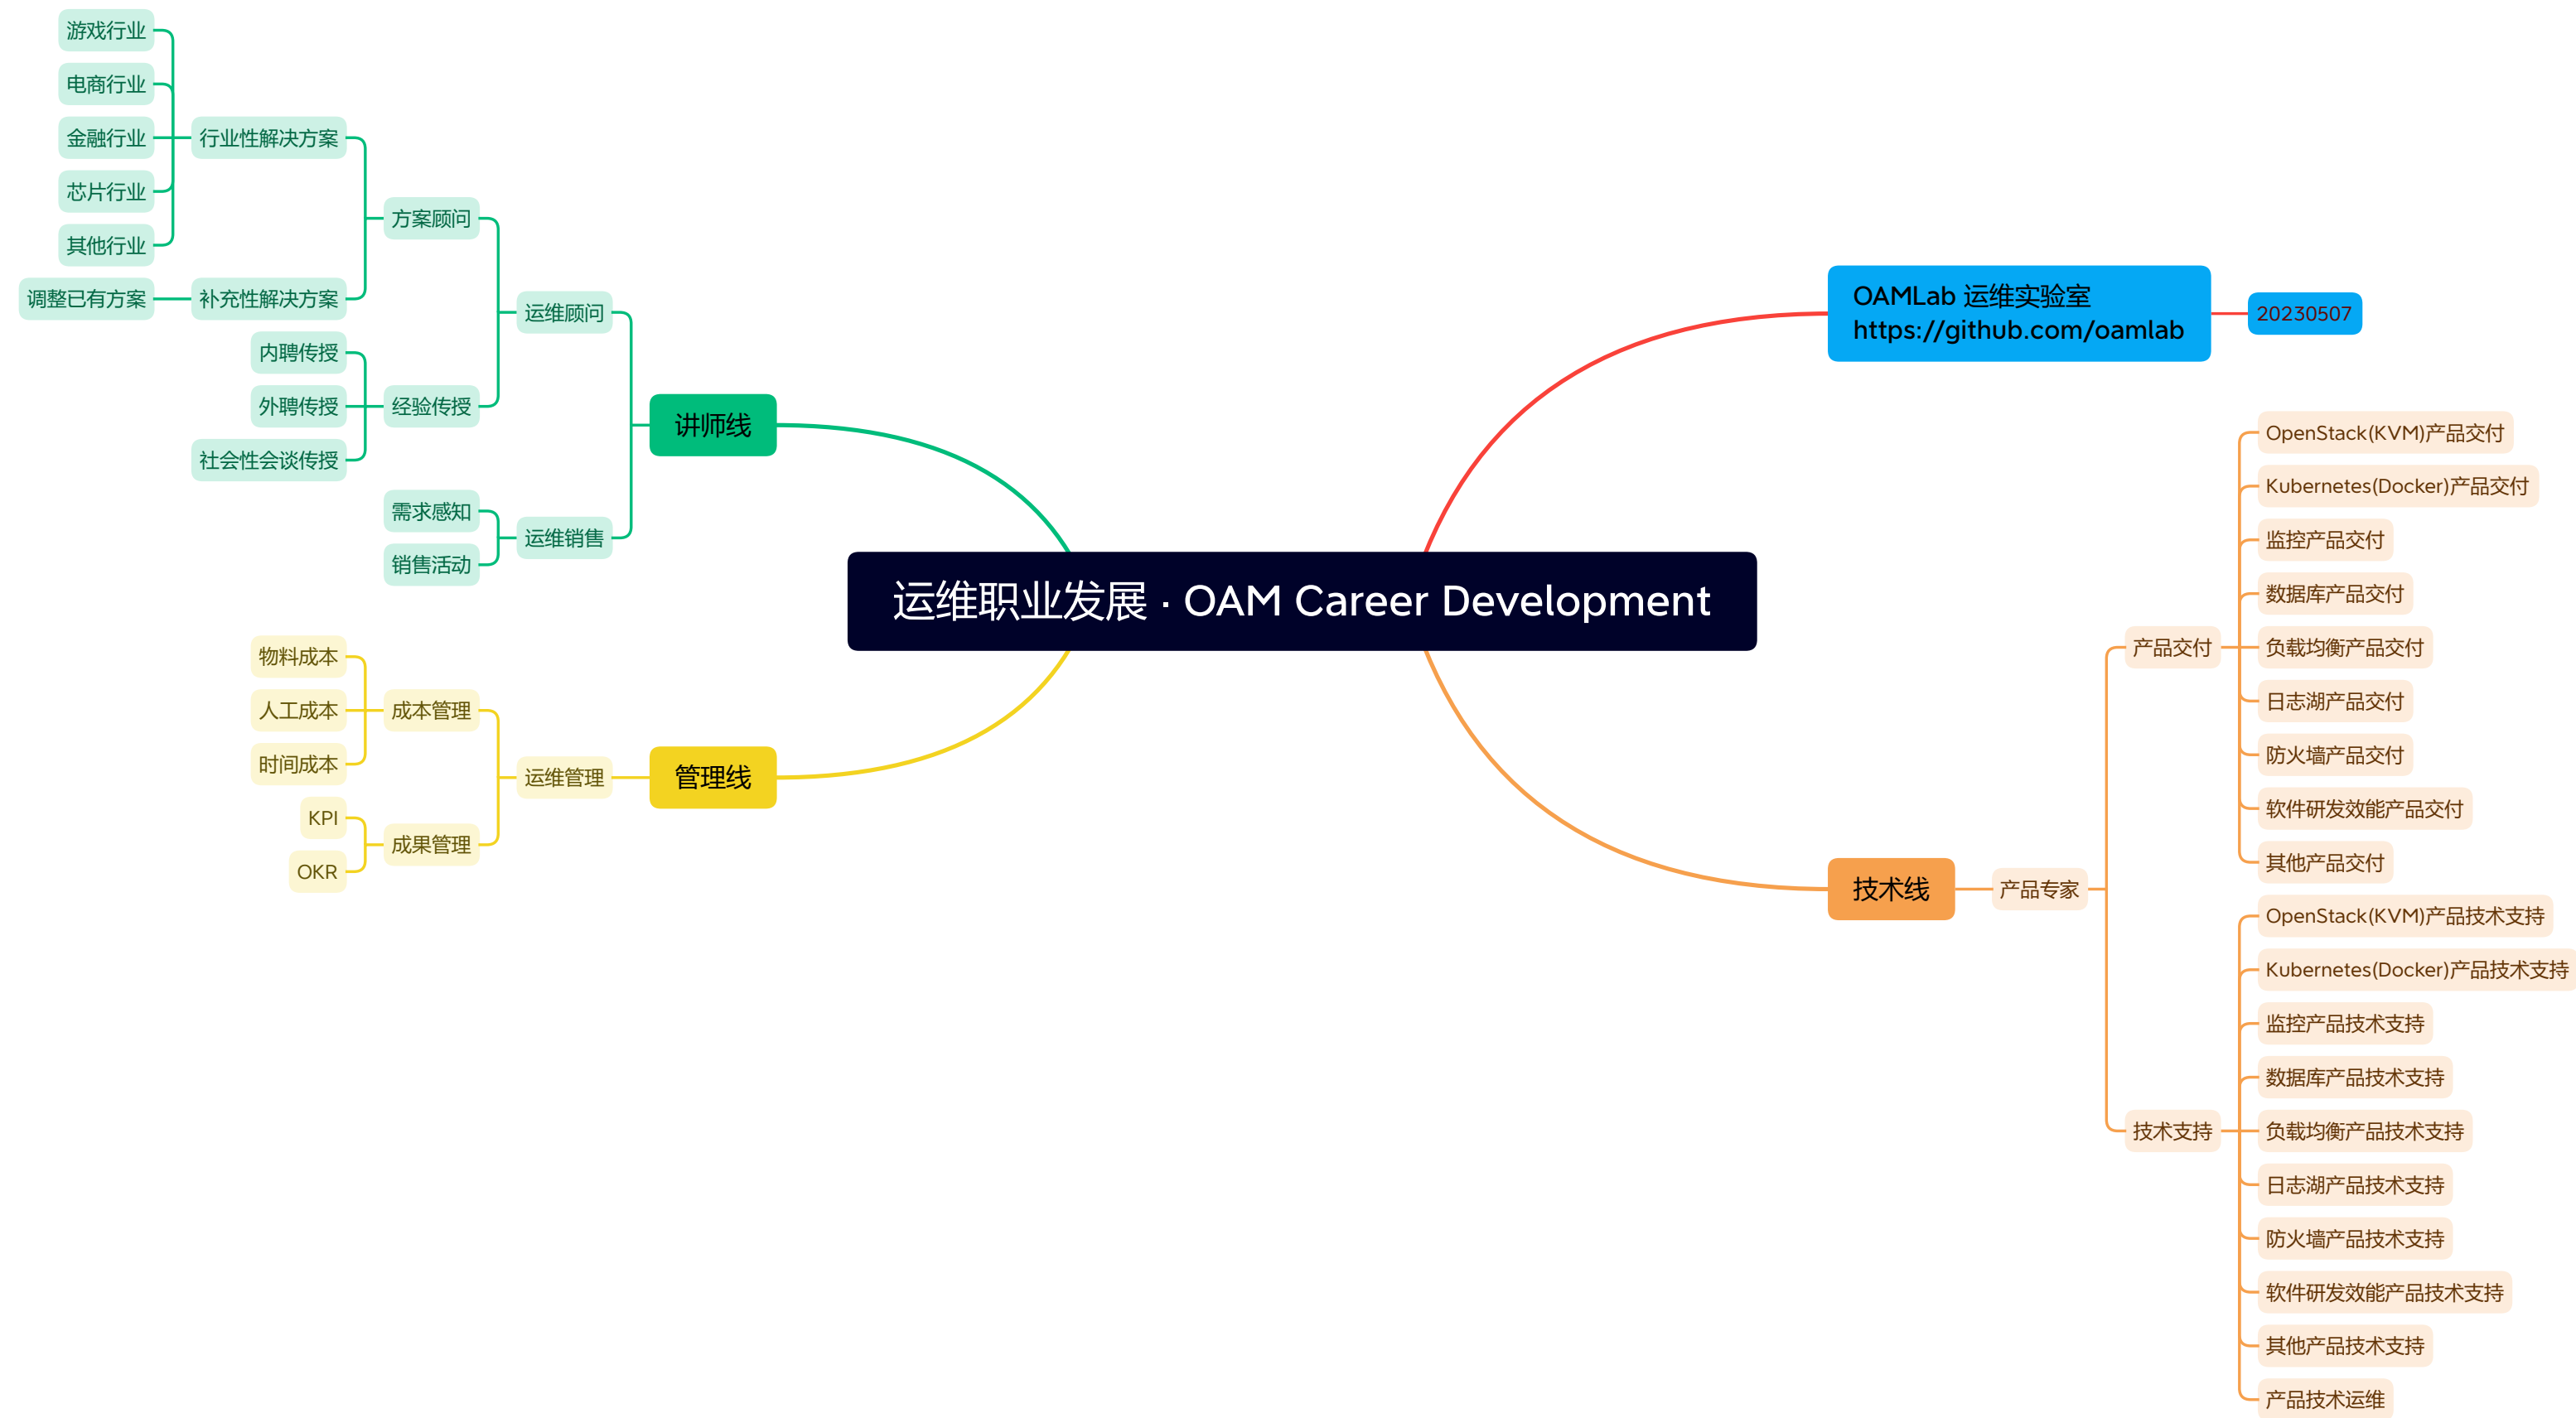 运维职业发展 · OAM Career Development
OAMLab 运维实验室
https://github.com/oamlab
20230507
技术线
产品专家
产品交付
OpenStack(KVM)产品交付
Kubernetes(Docker)产品交付
监控产品交付
数据库产品交付
负载均衡产品交付
日志湖产品交付
防火墙产品交付
软件研发效能产品交付
其他产品交付
技术支持
OpenStack(KVM)产品技术支持
Kubernetes(Docker)产品技术支持
监控产品技术支持
数据库产品技术支持
负载均衡产品技术支持
日志湖产品技术支持
防火墙产品技术支持
软件研发效能产品技术支持
其他产品技术支持
产品技术运维
讲师线
运维顾问
方案顾问
行业性解决方案
游戏行业
电商行业
金融行业
芯片行业
其他行业
补充性解决方案
调整已有方案
经验传授
内聘传授
外聘传授
社会性会谈传授
运维销售
需求感知
销售活动
管理线
运维管理
成本管理
物料成本
人工成本
时间成本
成果管理
KPI
OKR